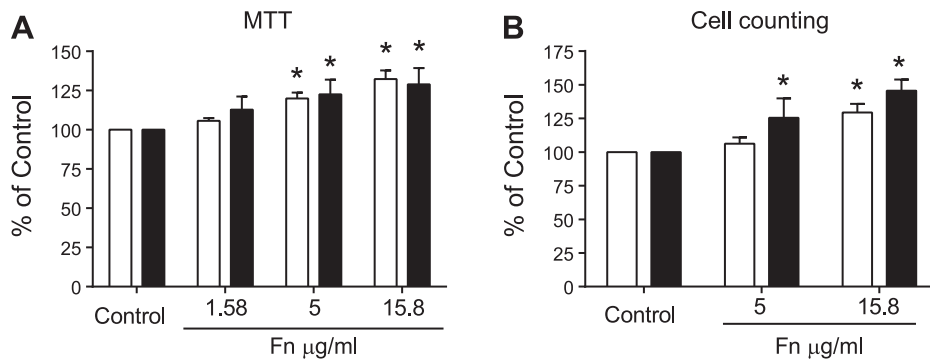 A
MTT
% of Control
150
125
100
75
50
25
0
* * * *
Control
1.58
5
15.8
Fn µg/ml
B
Cell counting
% of Control
175
150
125
100
75
50
25
0
* * *
Control
5
15.8
Fn µg/ml